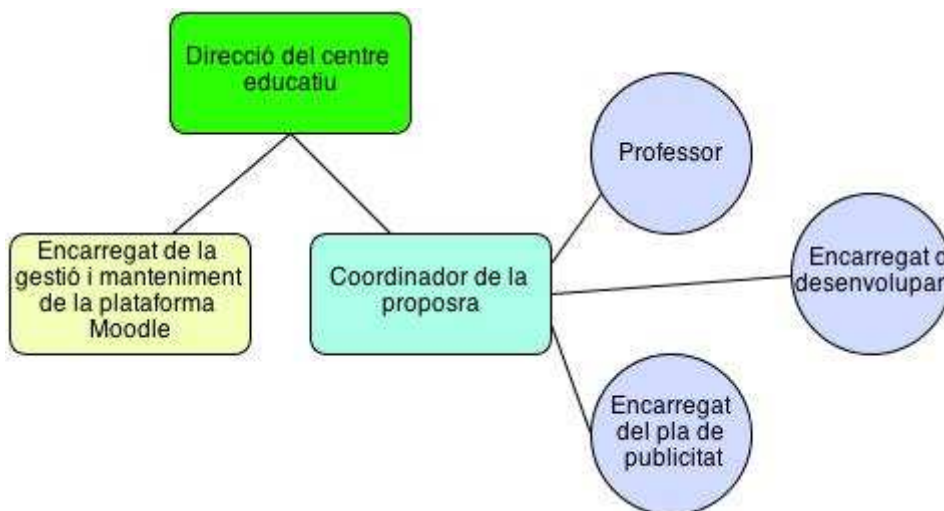 Direcció del centre
educatiu
Professor
Encarregat de la
gestió i manteniment
de la plataforma
Moodle
Coordinador de la
proposra
Encarregat
Encarregat
del pla de
publicitat